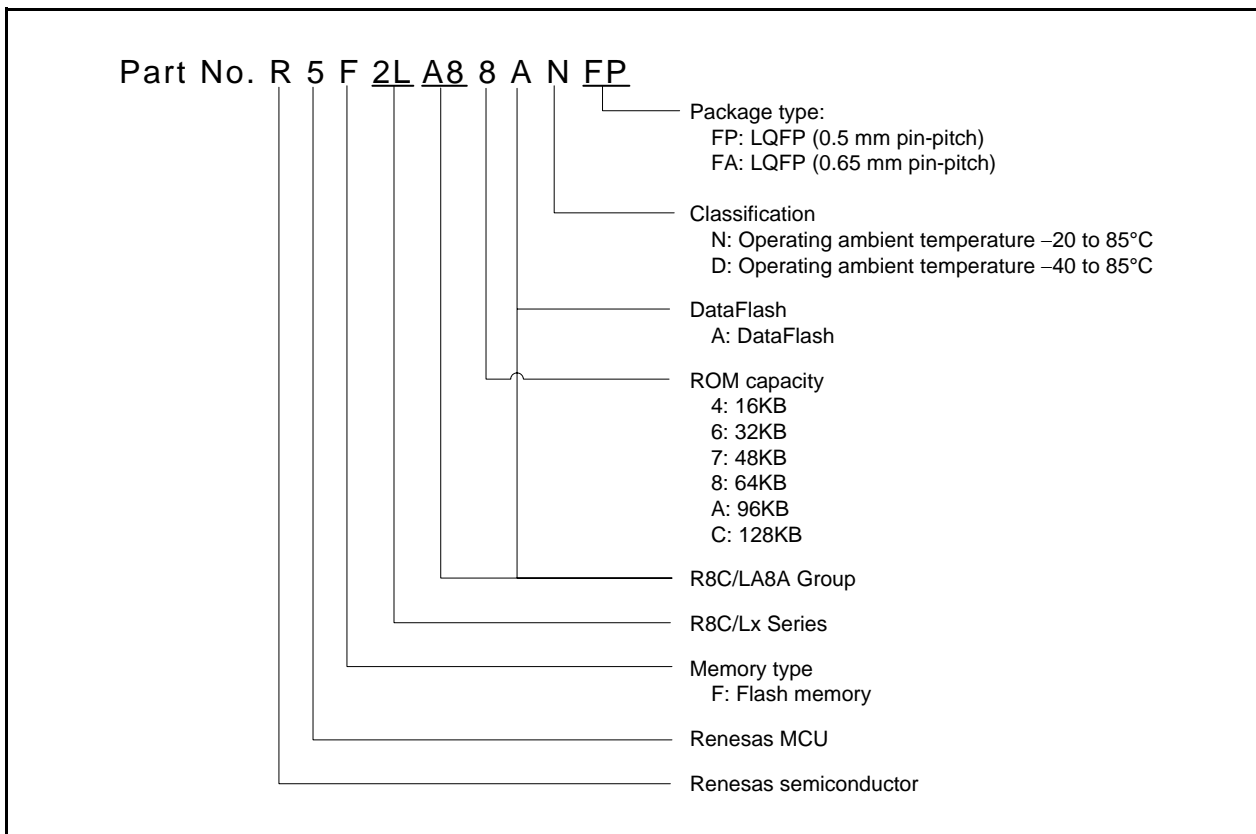 Part No. R 5 F 2L A8 8 A N FP
Package type:
FP: LQFP (0.5 mm pin-pitch)
FA: LQFP (0.65 mm pin-pitch)
Classification
N: Operating ambient temperature −20 to 85°C
D: Operating ambient temperature −40 to 85°C
DataFlash
A: DataFlash
ROM capacity
4: 16KB
6: 32KB
7: 48KB
8: 64KB
A: 96KB
C: 128KB
R8C/LA8A Group
R8C/Lx Series
Memory type
F: Flash memory
Renesas MCU
Renesas semiconductor